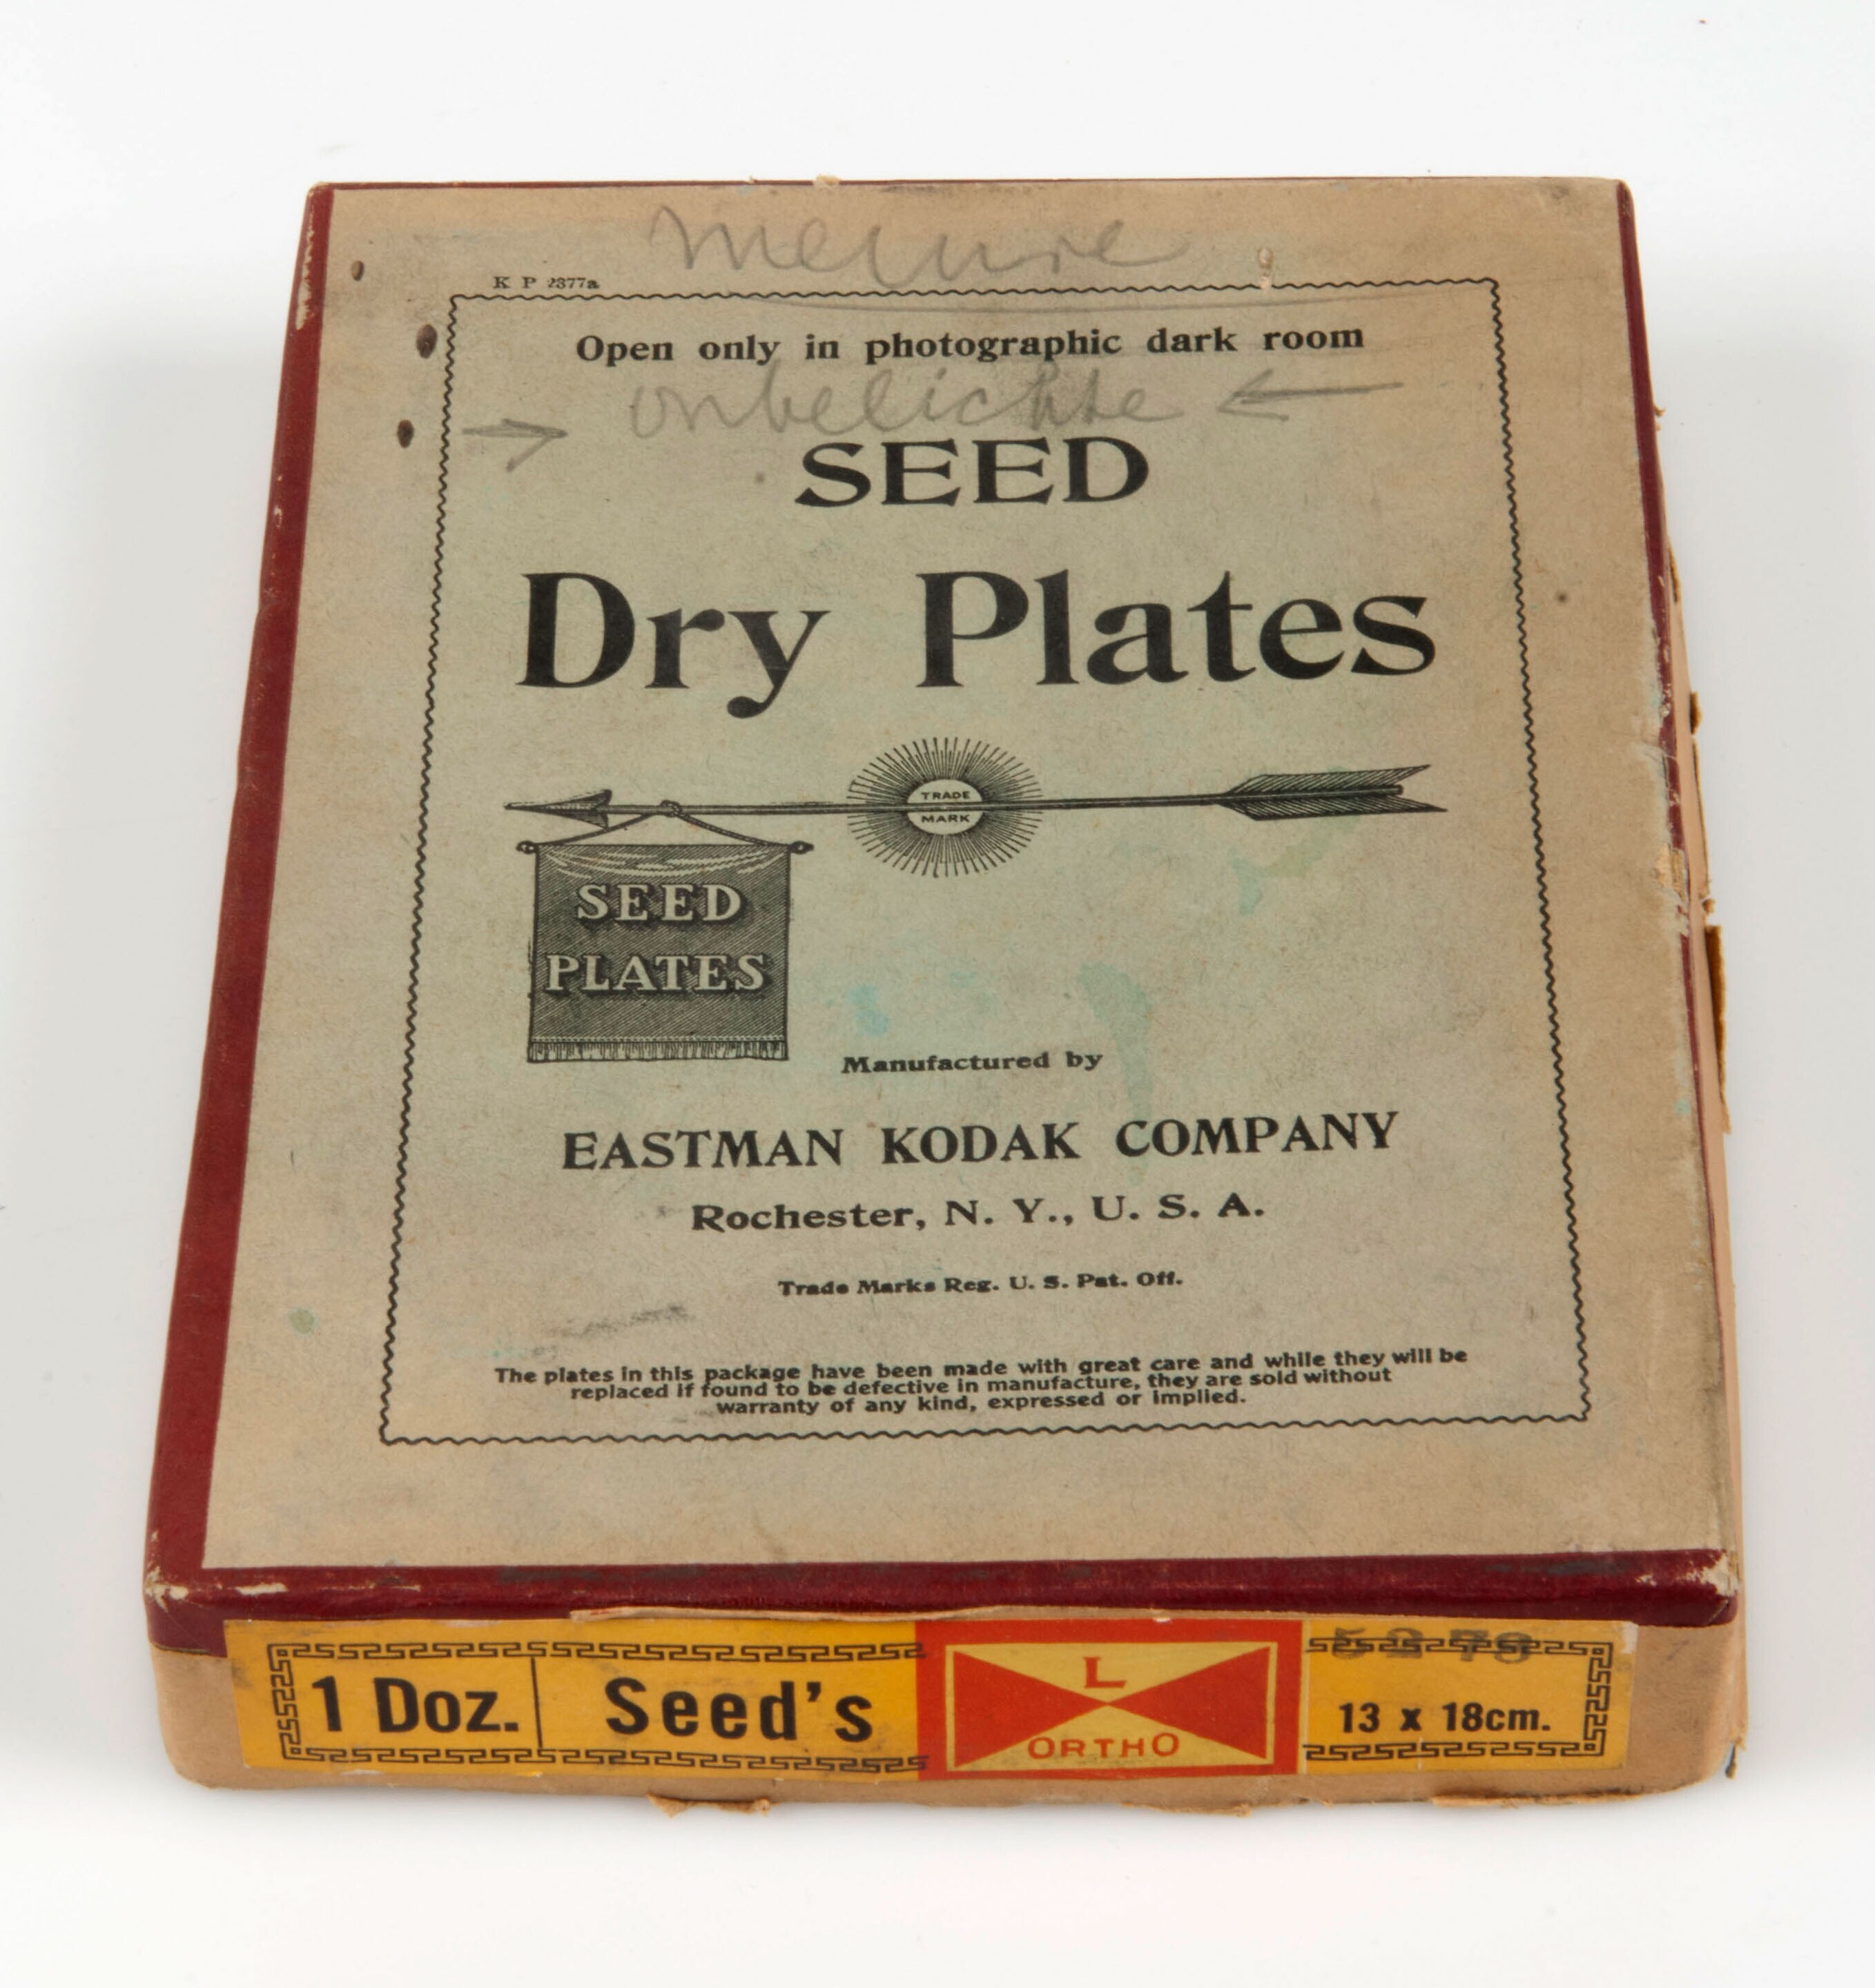 K P 2377a
Open only in photographic dark room
onbelichte
SEED
Dry Plates
TRADE
MARK
SEED
PLATES
Manufactured by
EASTMAN KODAK COMPANY
Rochester, N. Y., U. S. A.
Trade Marks Reg. U. S. Pat. Off.
The plates in this package have been made with great care and while they will be
replaced if found to be defective in manufacture, they are sold without
warranty of any kind, expressed or implied.
1 Doz. Seed's
L
ORTHO
13 x 18cm.